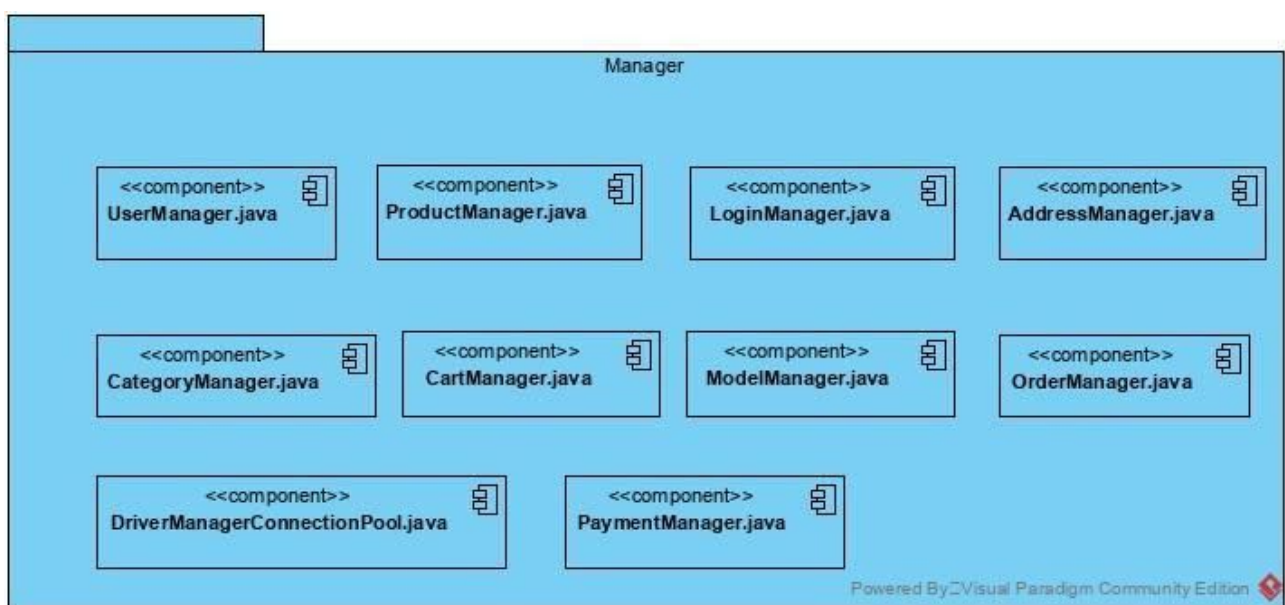 Manager
<<component>>
UserManager.java
<<component>>
ProductManager.java
<<component>>
LoginManager.java
<<component>>
AddressManager.java
<<component>>
CategoryManager.java
<<component>>
CartManager.java
<<component>>
ModelManager.java
<<component>>
OrderManager.java
<<component>>
DriverManagerConnectionPool.java
<<component>>
PaymentManager.java
Powered By Visual Paradigm Community Edition